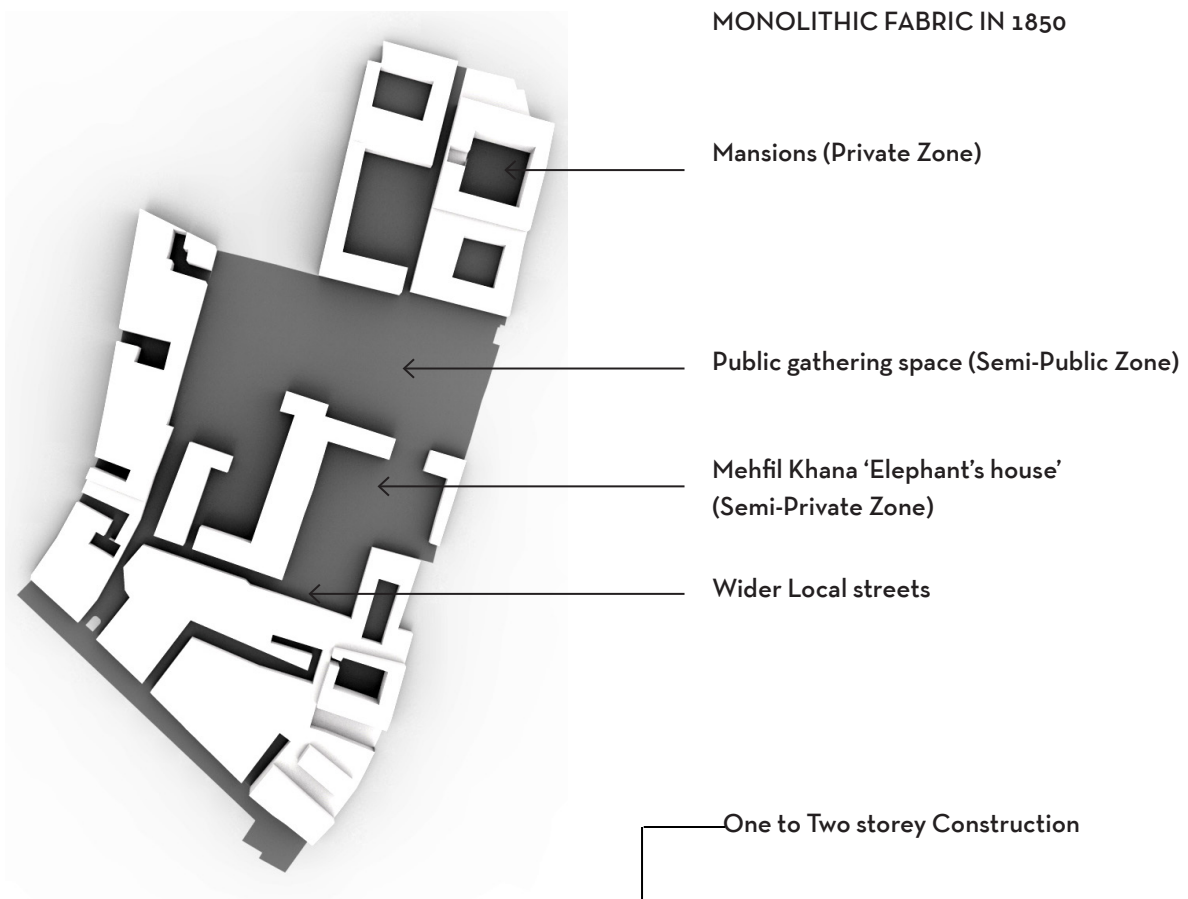 MONOLITHIC FABRIC IN 1850
Mansions (Private Zone)
Public gathering space (Semi-Public Zone)
Mehfil Khana ‘Elephant’s house’
(Semi-Private Zone)
Wider Local streets
One to Two storey Construction